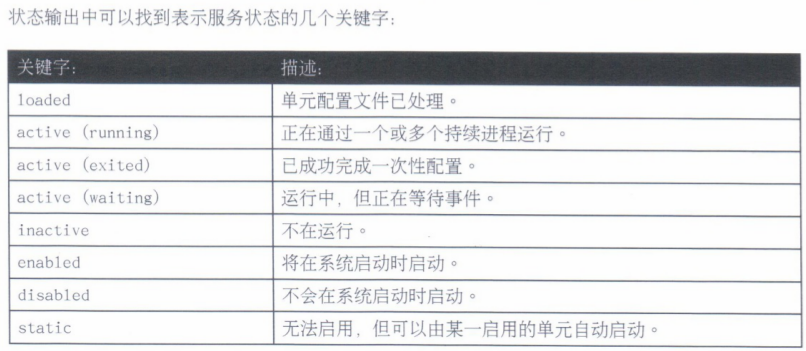 状态输出中可以找到表示服务状态的几个关键字：
关键字： 描述：
loaded 单元配置文件已处理。
active (running) 正在通过一个或多个持续进程运行。
active (exited) 已成功完成一次性配置。
active (waiting) 运行中，但正在等待事件。
inactive 不在运行。
enabled 将在系统启动时启动。
disabled 不会在系统启动时启动。
static 无法启用，但可以由某一启用的单元自动启动。